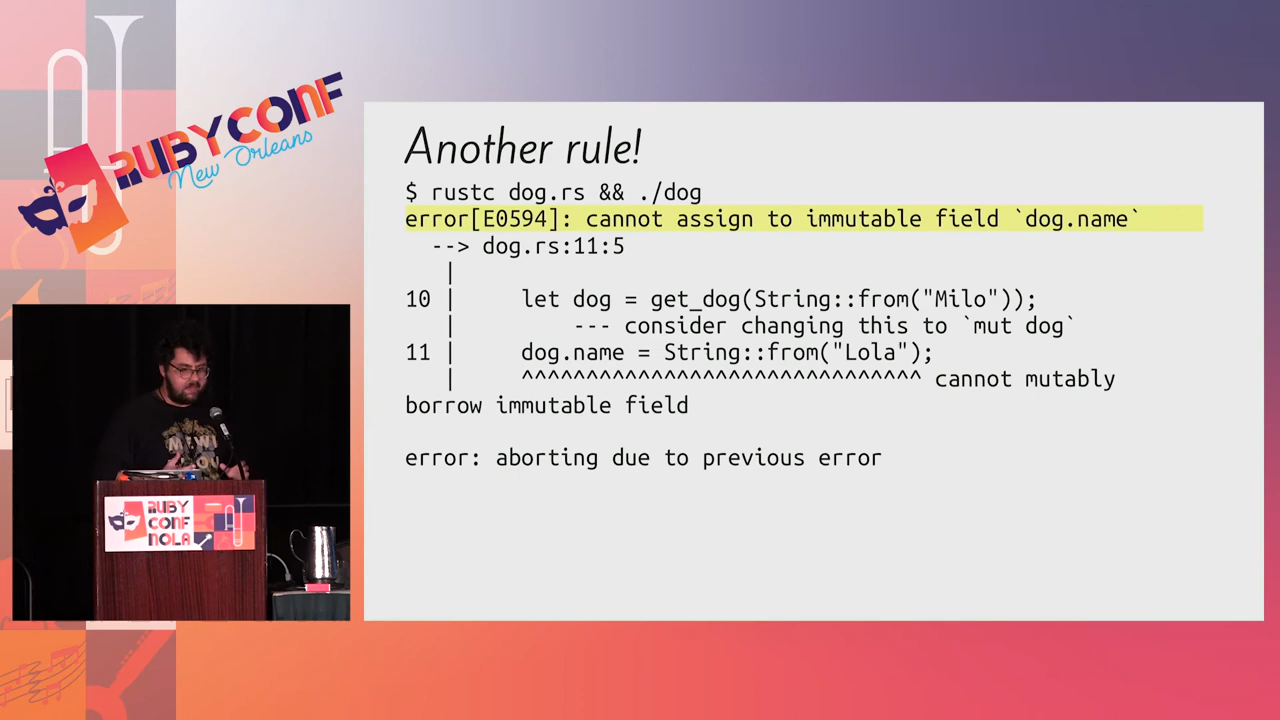 RUBYCONF
New Orleans
Another rule!
$ rustc dog.rs && ./dog
error[E0594]: cannot assign to immutable field `dog.name`
  --> dog.rs:11:5
   |
10 |     let dog = get_dog(String::from("Milo"));
   |         --- consider changing this to `mut dog`
11 |     dog.name = String::from("Lola");
   |     ^^^^^^^^^^^^^^^^^^^^^^^^^^^^^^^ cannot mutably
borrow immutable field
error: aborting due to previous error
RUBY
CONF
NOLA